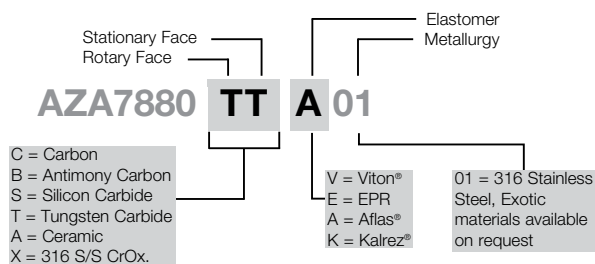 Elastomer
Stationary Face
Metallurgy
Rotary Face
AZA7880 TT A 01
C = Carbon
B = Antimony Carbon
S = Silicon Carbide
T = Tungsten Carbide
A = Ceramic
X = 316 S/S CrOx.
V = Viton®
E = EPR
A = Aflas®
K = Kalrez®
01 = 316 Stainless
Steel, Exotic
materials available
on request